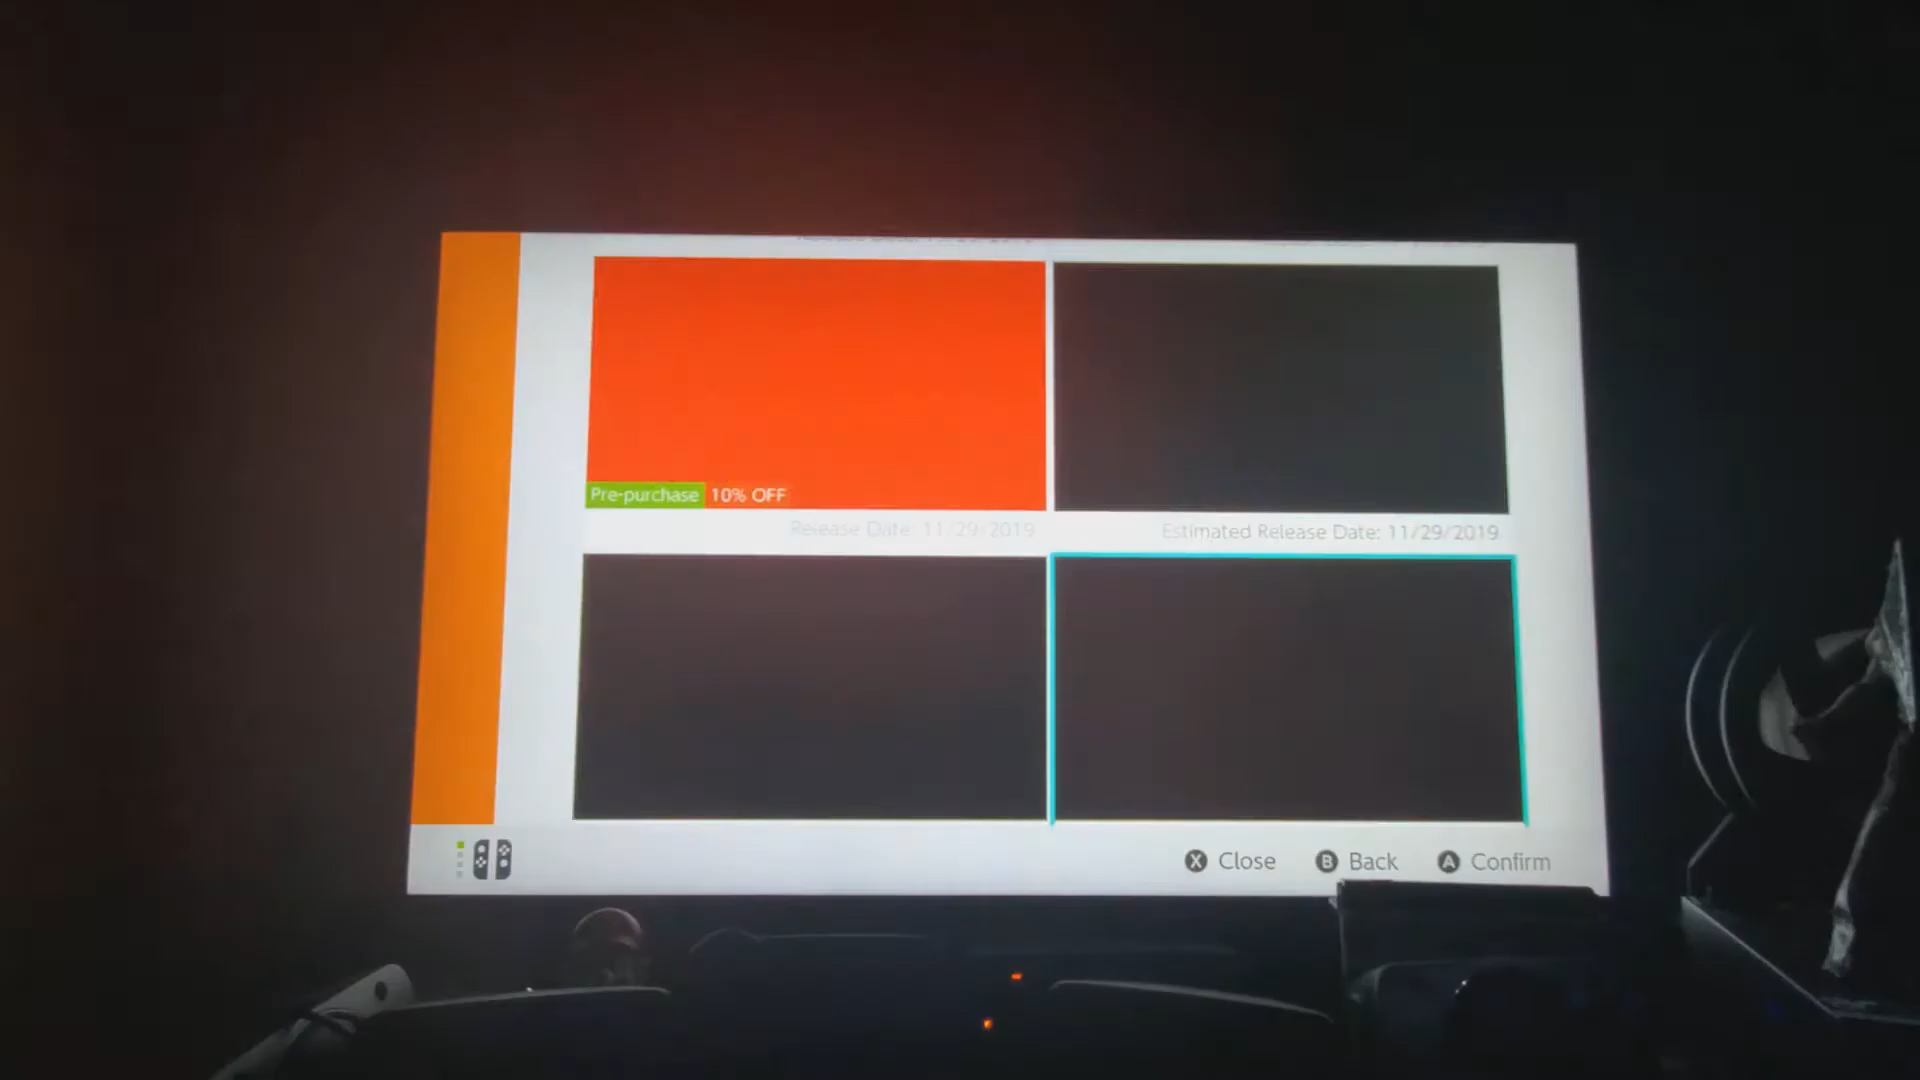 Pre-purchase 10% OFF
Release Date: 11/29/2019
Estimated Release Date: 11/29/2019
X Close B Back A Confirm